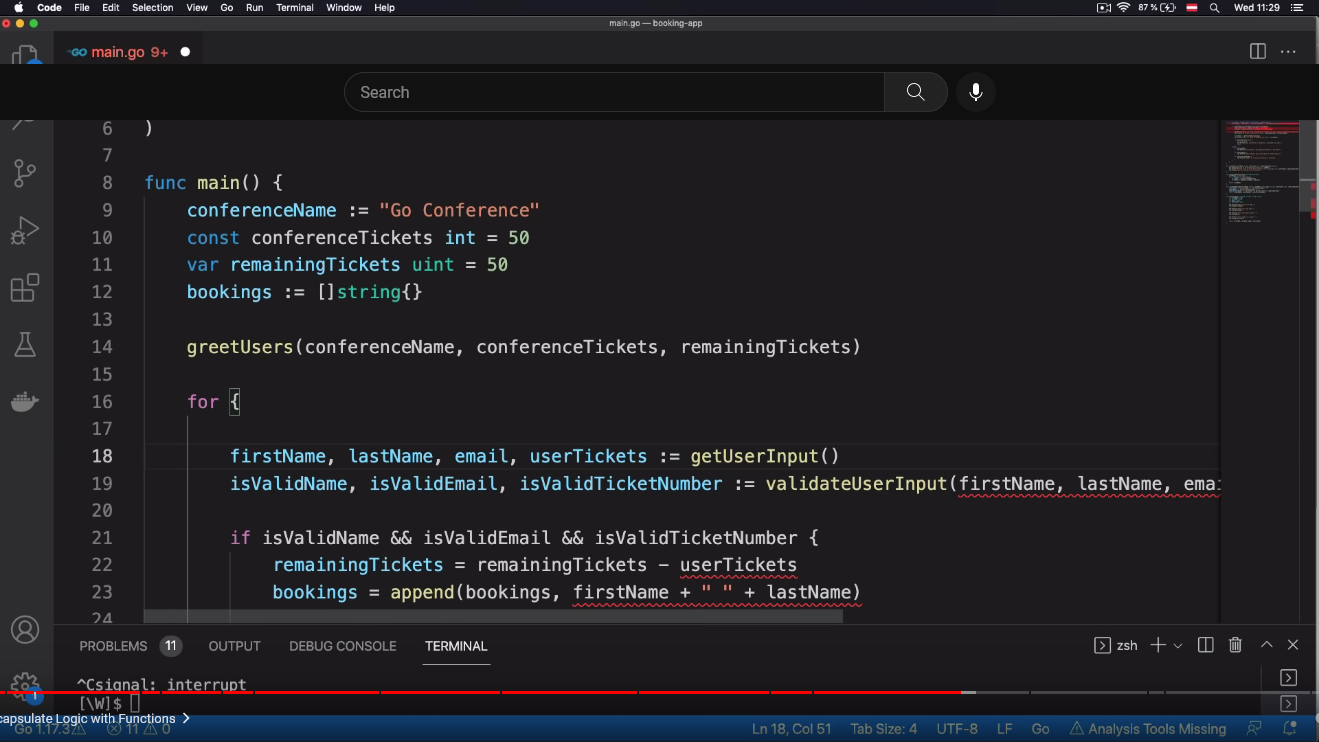 Code File Edit Selection View Go Run Terminal Window Help 87 % Wed 11:29
main.go — booking-app
GO main.go 9+
Search
6 )
7
8 func main() {
9 conferenceName := "Go Conference"
10 const conferenceTickets int = 50
11 var remainingTickets uint = 50
12 bookings := []string{}
13
14 greetUsers(conferenceName, conferenceTickets, remainingTickets)
15
16 for {
17
18 firstName, lastName, email, userTickets := getUserInput()
19 isValidName, isValidEmail, isValidTicketNumber := validateUserInput(firstName, lastName, emai
20
21 if isValidName && isValidEmail && isValidTicketNumber {
22 remainingTickets = remainingTickets - userTickets
23 bookings = append(bookings, firstName + " " + lastName)
24
PROBLEMS 11 OUTPUT DEBUG CONSOLE TERMINAL zsh
^Csignal: interrupt
[\W]$
1
capsulate Logic with Functions
Go 1.17.3 11 0 Ln 18, Col 51 Tab Size: 4 UTF-8 LF Go Analysis Tools Missing